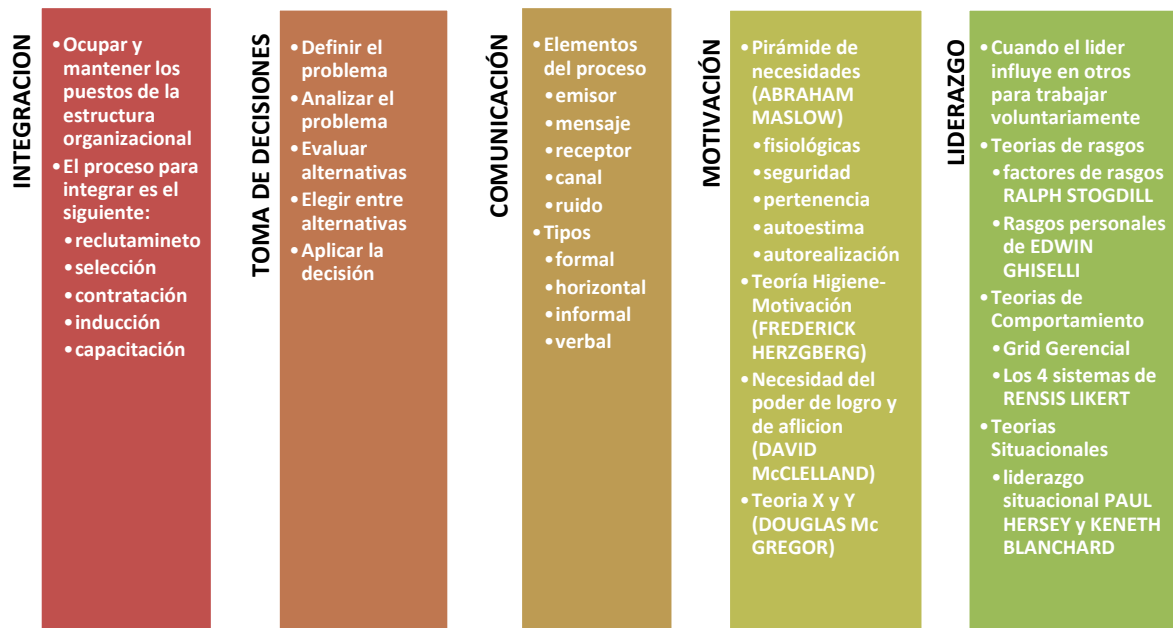 INTEGRACION
•Ocupar y
mantener los
puestos de la
estructura
organizacional
•El proceso para
integrar es el
siguiente:
•reclutamineto
•selección
•contratación
•inducción
•capacitación
TOMA DE DECISIONES
•Definir el
problema
•Analizar el
problema
•Evaluar
alternativas
•Elegir entre
alternativas
•Aplicar la
decisión
COMUNICACIÓN
•Elementos
del proceso
•emisor
•mensaje
•receptor
•canal
•ruido
•Tipos
•formal
•horizontal
•informal
•verbal
MOTIVACIÓN
•Pirámide de
necesidades
(ABRAHAM
MASLOW)
•fisiológicas
•seguridad
•pertenencia
•autoestima
•autorealización
•Teoría Higiene-
Motivación
(FREDERICK
HERZGBERG)
•Necesidad del
poder de logro y
de aflicion
(DAVID
McCLELLAND)
•Teoria X y Y
(DOUGLAS Mc
GREGOR)
LIDERAZGO
•Cuando el lider
influye en otros
para trabajar
voluntariamente
•Teorias de rasgos
•factores de rasgos
RALPH STOGDILL
•Rasgos personales
de EDWIN
GHISELLI
•Teorias de
Comportamiento
•Grid Gerencial
•Los 4 sistemas de
RENSIS LIKERT
•Teorias
Situacionales
•liderazgo
situacional PAUL
HERSEY y KENETH
BLANCHARD